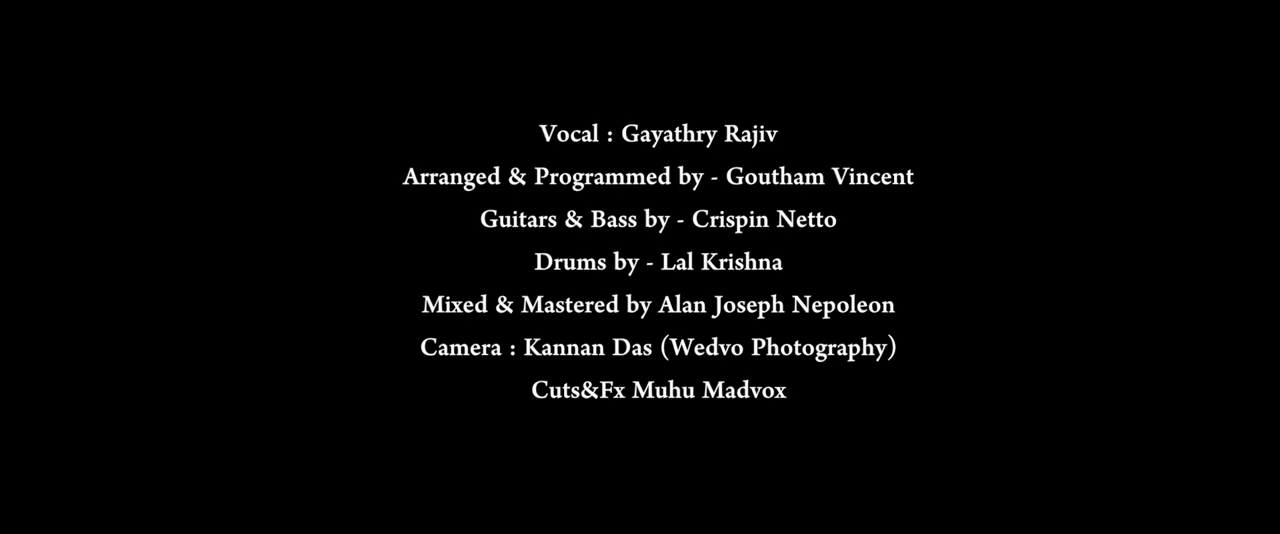 Vocal : Gayathry Rajiv
Arranged & Programmed by - Goutham Vincent
Guitars & Bass by - Crispin Netto
Drums by - Lal Krishna
Mixed & Mastered by Alan Joseph Nepoleon
Camera : Kannan Das (Wedvo Photography)
Cuts&Fx Muhu Madvox